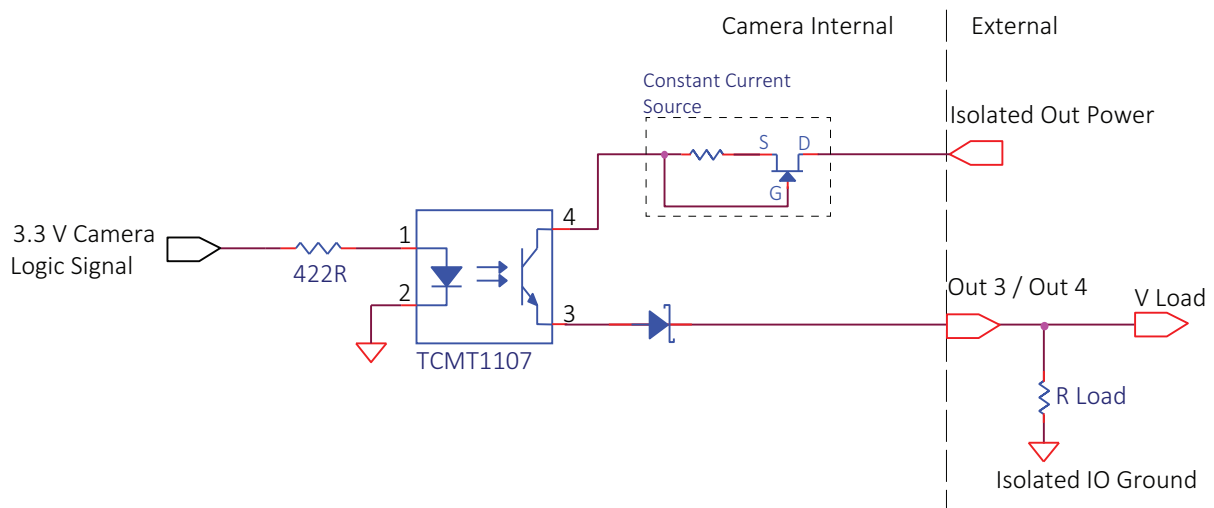 Camera Internal
External
Constant Current
Source
Isolated Out Power
S
D
G
4
3.3 V Camera
Logic Signal
1
422R
2
3
TCMT1107
Out 3 / Out 4
V Load
R Load
Isolated IO Ground